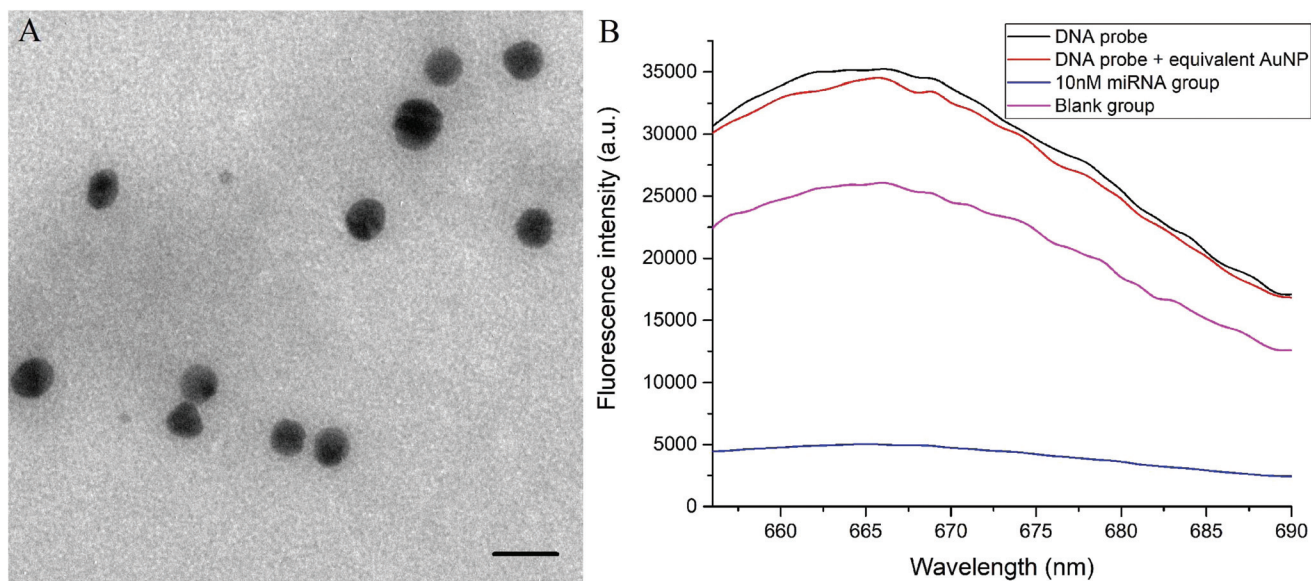 A
B
DNA probe
DNA probe + equivalent AuNP
10nM miRNA group
Blank group
35000
30000
25000
20000
15000
10000
5000
0
Fluorescence intensity (a.u.)
660 665 670 675 680 685 690
Wavelength (nm)